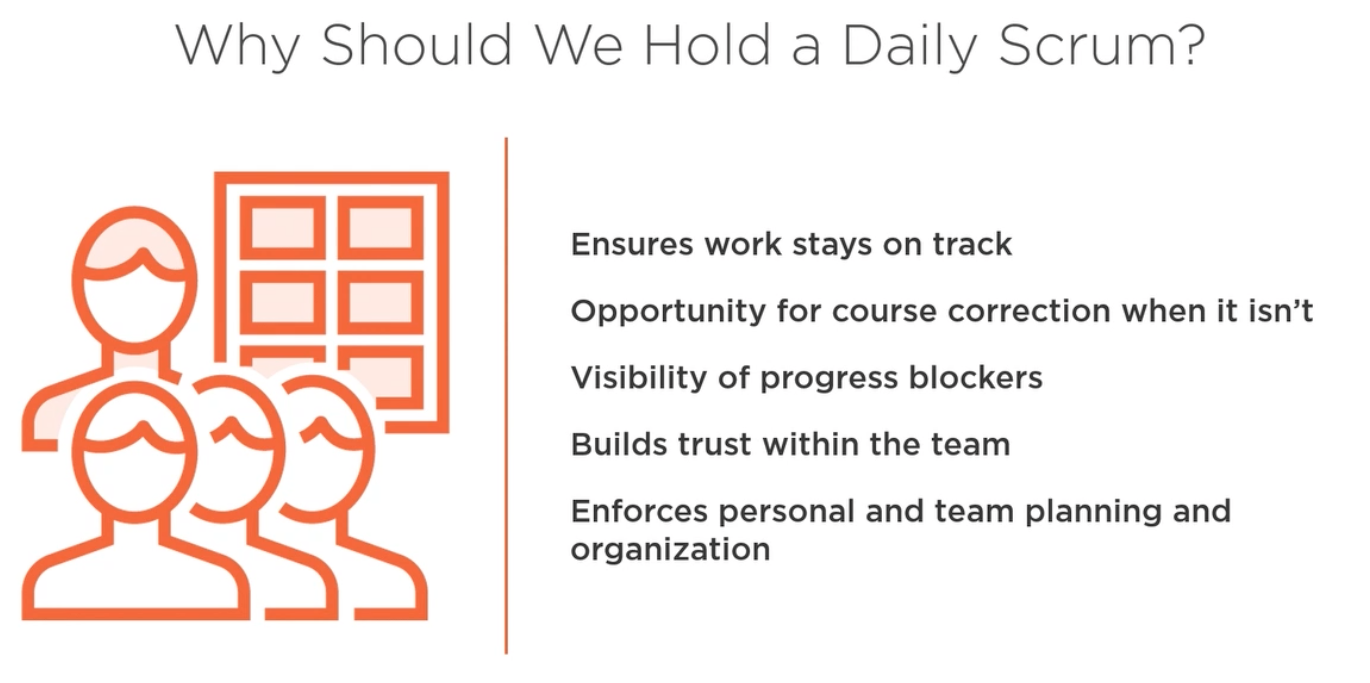 Why Should We Hold a Daily Scrum?
Ensures work stays on track
Opportunity for course correction when it isn’t
Visibility of progress blockers
Builds trust within the team
Enforces personal and team planning and
organization